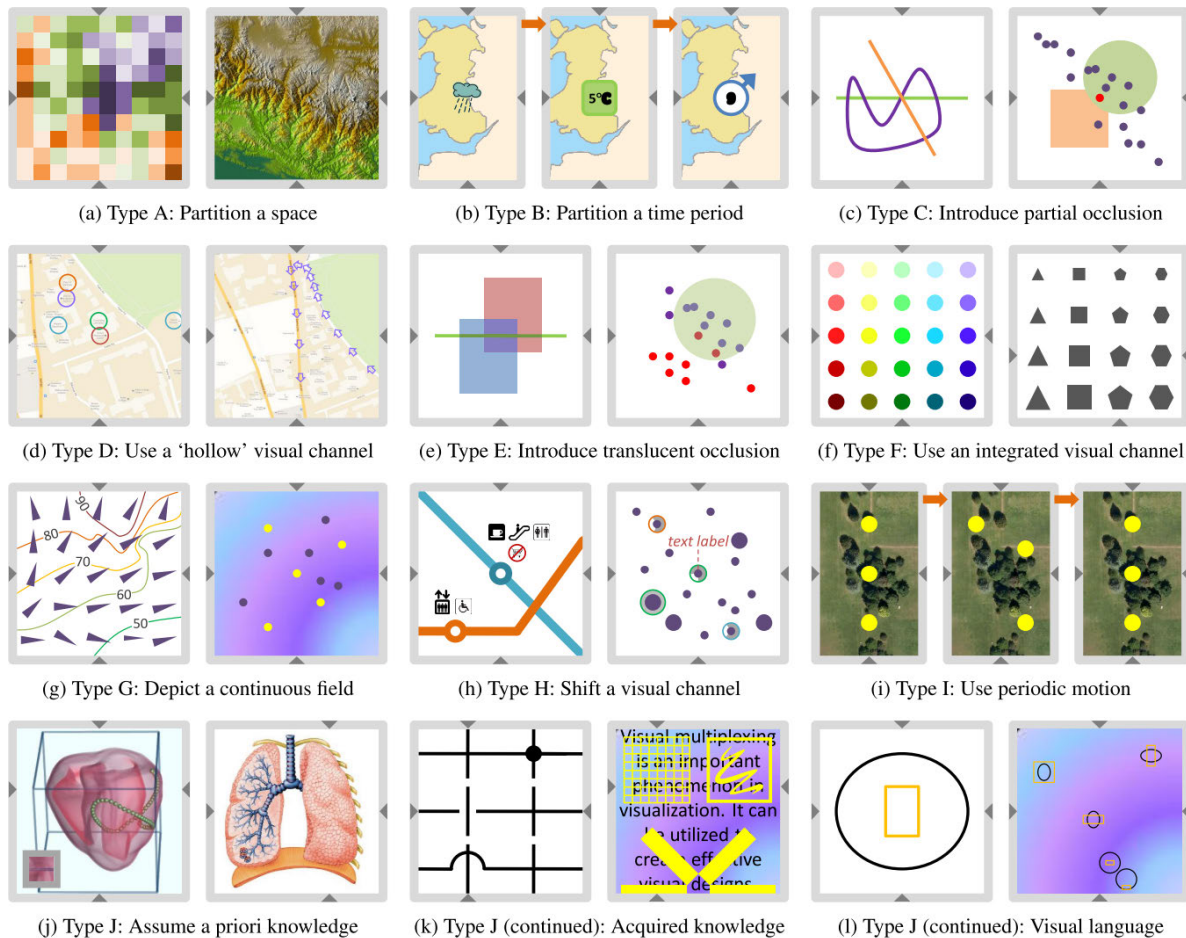 5°C
9
(a) Type A: Partition a space
(b) Type B: Partition a time period
(c) Type C: Introduce partial occlusion
(d) Type D: Use a ‘hollow’ visual channel
(e) Type E: Introduce translucent occlusion
(f) Type F: Use an integrated visual channel
90
80
70
60
50
text label
(g) Type G: Depict a continuous field
(h) Type H: Shift a visual channel
(i) Type I: Use periodic motion
Visual multiplexing
is an important
phenomenon in
visualization. It can
be utilized to
create effective
visual designs.
(j) Type J: Assume a priori knowledge
(k) Type J (continued): Acquired knowledge
(l) Type J (continued): Visual language